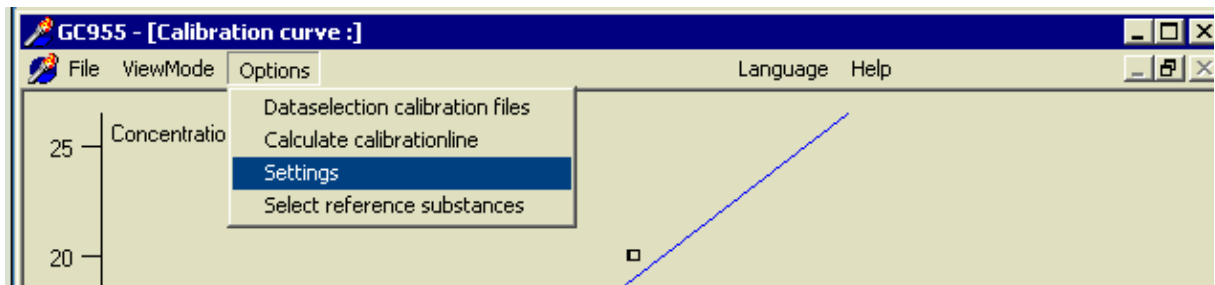 GC955 - [Calibration curve :]
File ViewMode Options Language Help
Dataselection calibration files
Calculate calibrationline
Settings
Select reference substances
25
Concentratio
20